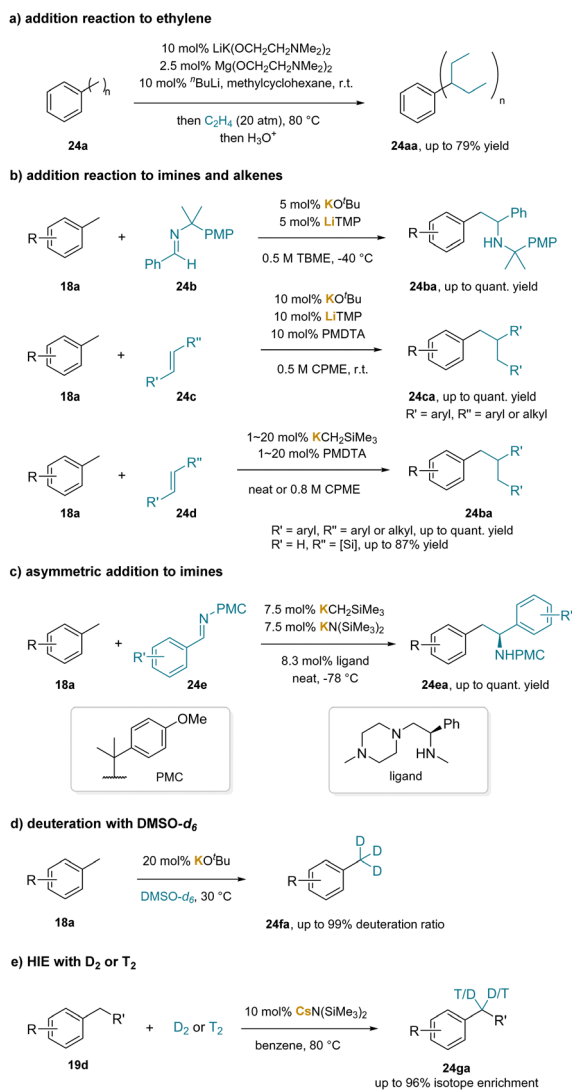 a) addition reaction to ethylene
10 mol% LiK(OCH₂CH₂NMe₂)₂
2.5 mol% Mg(OCH₂CH₂NMe₂)₂
10 mol% ⁿBuLi, methylcyclohexane, r.t.
then C₂H₄ (20 atm), 80 °C
then H₃O⁺
n
n
24a
24aa, up to 79% yield
b) addition reaction to imines and alkenes
5 mol% KOᵗBu
5 mol% LiTMP
0.5 M TBME, -40 °C
R
+
N
PMP
Ph
H
R
Ph
HN
PMP
18a
24b
24ba, up to quant. yield
10 mol% KOᵗBu
10 mol% LiTMP
10 mol% PMDTA
0.5 M CPME, r.t.
R
+
R'
R"
R
R'
R'
18a
24c
24ca, up to quant. yield
R' = aryl, R" = aryl or alkyl
1~20 mol% KCH₂SiMe₃
1~20 mol% PMDTA
neat or 0.8 M CPME
R
+
R'
R"
R
R'
R'
18a
24d
24ba
R' = aryl, R" = aryl or alkyl, up to quant. yield
R' = H, R" = [Si], up to 87% yield
c) asymmetric addition to imines
7.5 mol% KCH₂SiMe₃
7.5 mol% KN(SiMe₃)₂
8.3 mol% ligand
neat, -78 °C
R
+
R'
N
PMC
R
R'
NHPMC
18a
24e
24ea, up to quant. yield
OMe
PMC
N
N
Ph
HN
ligand
d) deuteration with DMSO-d₆
20 mol% KOᵗBu
DMSO-d₆, 30 °C
R
R
D
D
D
18a
24fa, up to 99% deuteration ratio
e) HIE with D₂ or T₂
10 mol% CsN(SiMe₃)₂
benzene, 80 °C
R
R'
+
D₂ or T₂
T/D
D/T
R
R'
19d
24ga
up to 96% isotope enrichment